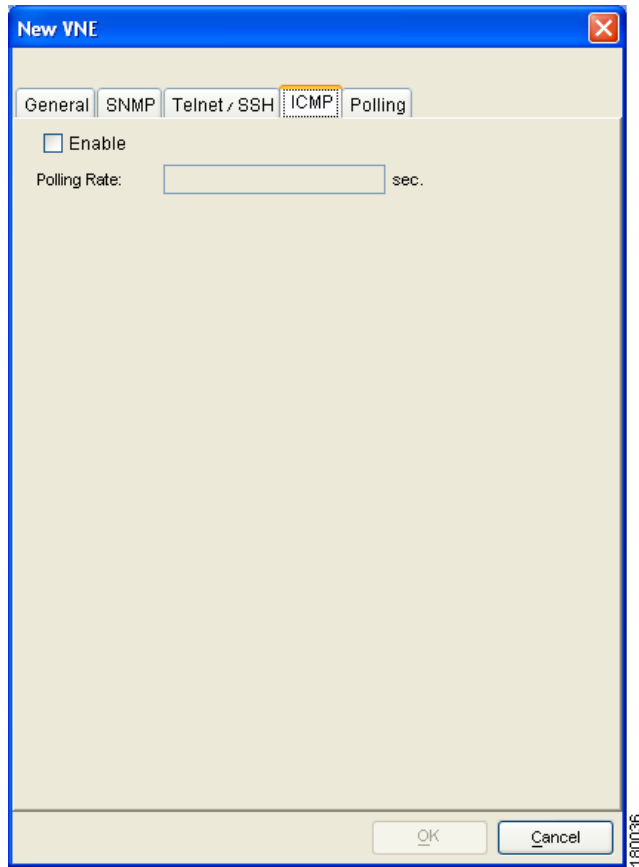 New VNE
General SNMP Telnet / SSH ICMP Polling
Enable
Polling Rate: sec.
OK Cancel
180036